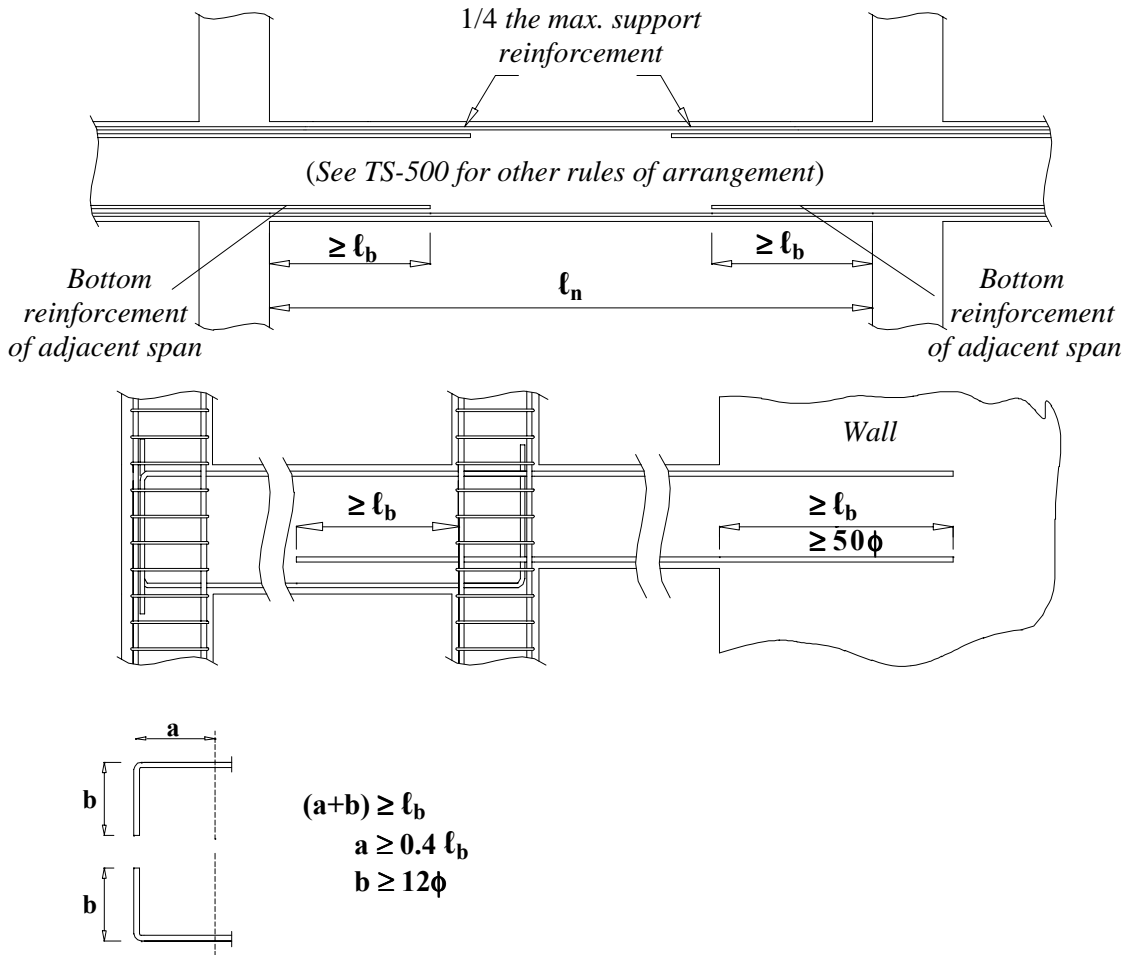 1/4 the max. support
reinforcement
(See TS-500 for other rules of arrangement)
≥ ℓb
≥ ℓb
ℓn
Bottom
reinforcement
of adjacent span
Bottom
reinforcement
of adjacent span
Wall
≥ ℓb
≥ ℓb
≥ 50ϕ
a
b
b
(a+b) ≥ ℓb
a ≥ 0.4 ℓb
b ≥ 12ϕ